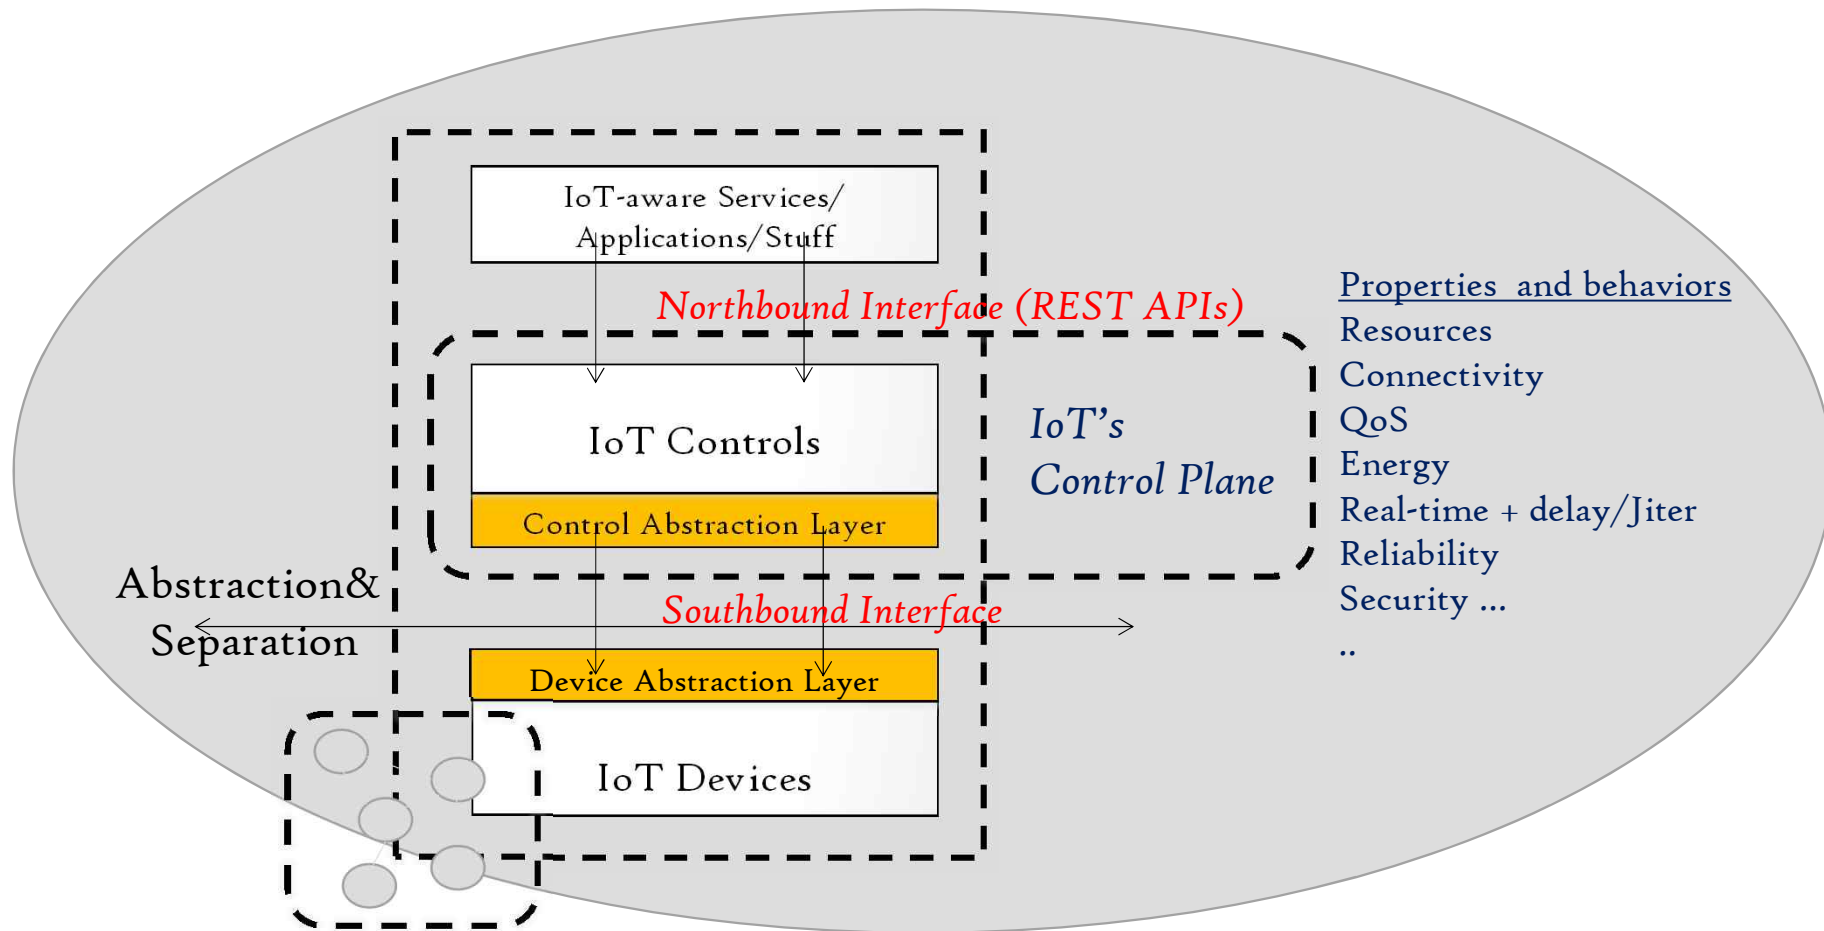 IoT-aware Services/
Applications/Stuff
Northbound Interface (REST APIs)
IoT Controls
Control Abstraction Layer
IoT's
Control Plane
Abstraction&
Separation
Southbound Interface
Device Abstraction Layer
IoT Devices
Properties and behaviors
Resources
Connectivity
QoS
Energy
Real-time + delay/Jiter
Reliability
Security ...
..